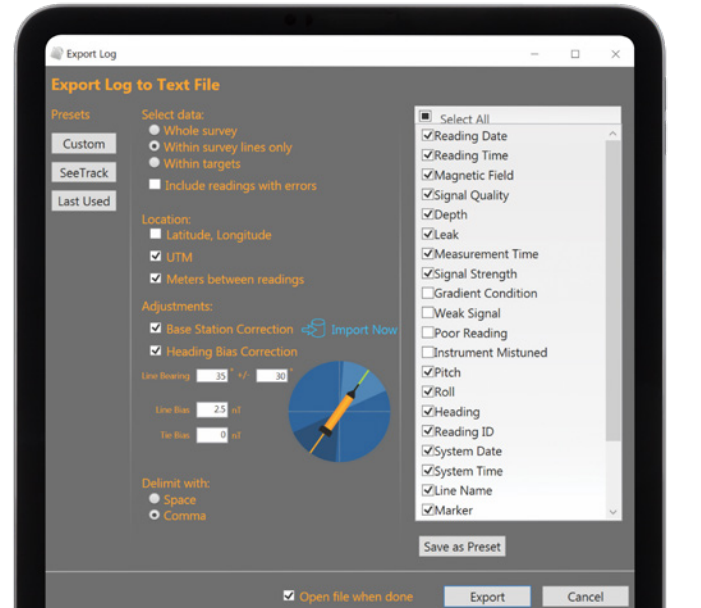 Export Log
Export Log to Text File
Presets
Custom
SeeTrack
Last Used
Select data:
Whole survey
Within survey lines only
Within targets
Include readings with errors
Location:
Latitude, Longitude
UTM
Meters between readings
Adjustments:
Base Station Correction Import Now
Heading Bias Correction
Line Bearing 35 ° +/- 30 °
Line Bias 2.5 nT
Tie Bias 0 nT
Delimit with:
Space
Comma
Select All
Reading Date
Reading Time
Magnetic Field
Signal Quality
Depth
Leak
Measurement Time
Signal Strength
Gradient Condition
Weak Signal
Poor Reading
Instrument Mistuned
Pitch
Roll
Heading
Reading ID
System Date
System Time
Line Name
Marker
Save as Preset
Open file when done
Export
Cancel